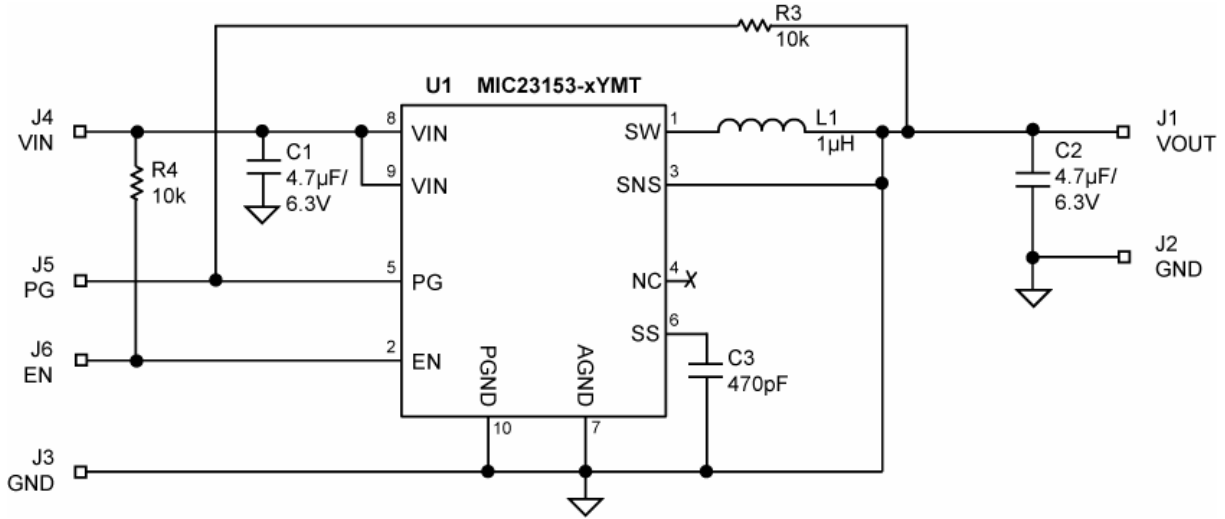 R3
10k
U1 MIC23153-xYMT
J4
VIN
R4
10k
C1
4.7µF/
6.3V
8
VIN
9
VIN
SW
1
L1
1µH
SNS
3
J1
VOUT
C2
4.7µF/
6.3V
J5
PG
5
PG
NC
4
J2
GND
SS
6
J6
EN
2
EN
PGND
AGND
C3
470pF
10
7
J3
GND